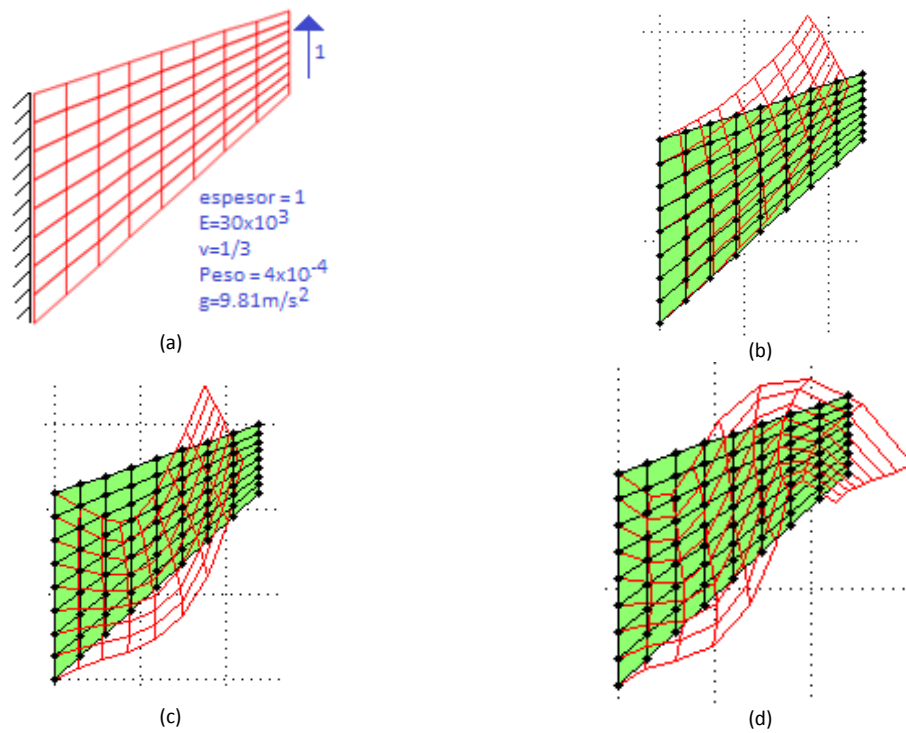 1
espesor = 1
E=30x10³
v=1/3
Peso = 4x10⁻⁴
g=9.81m/s²
(a)
(b)
(c)
(d)